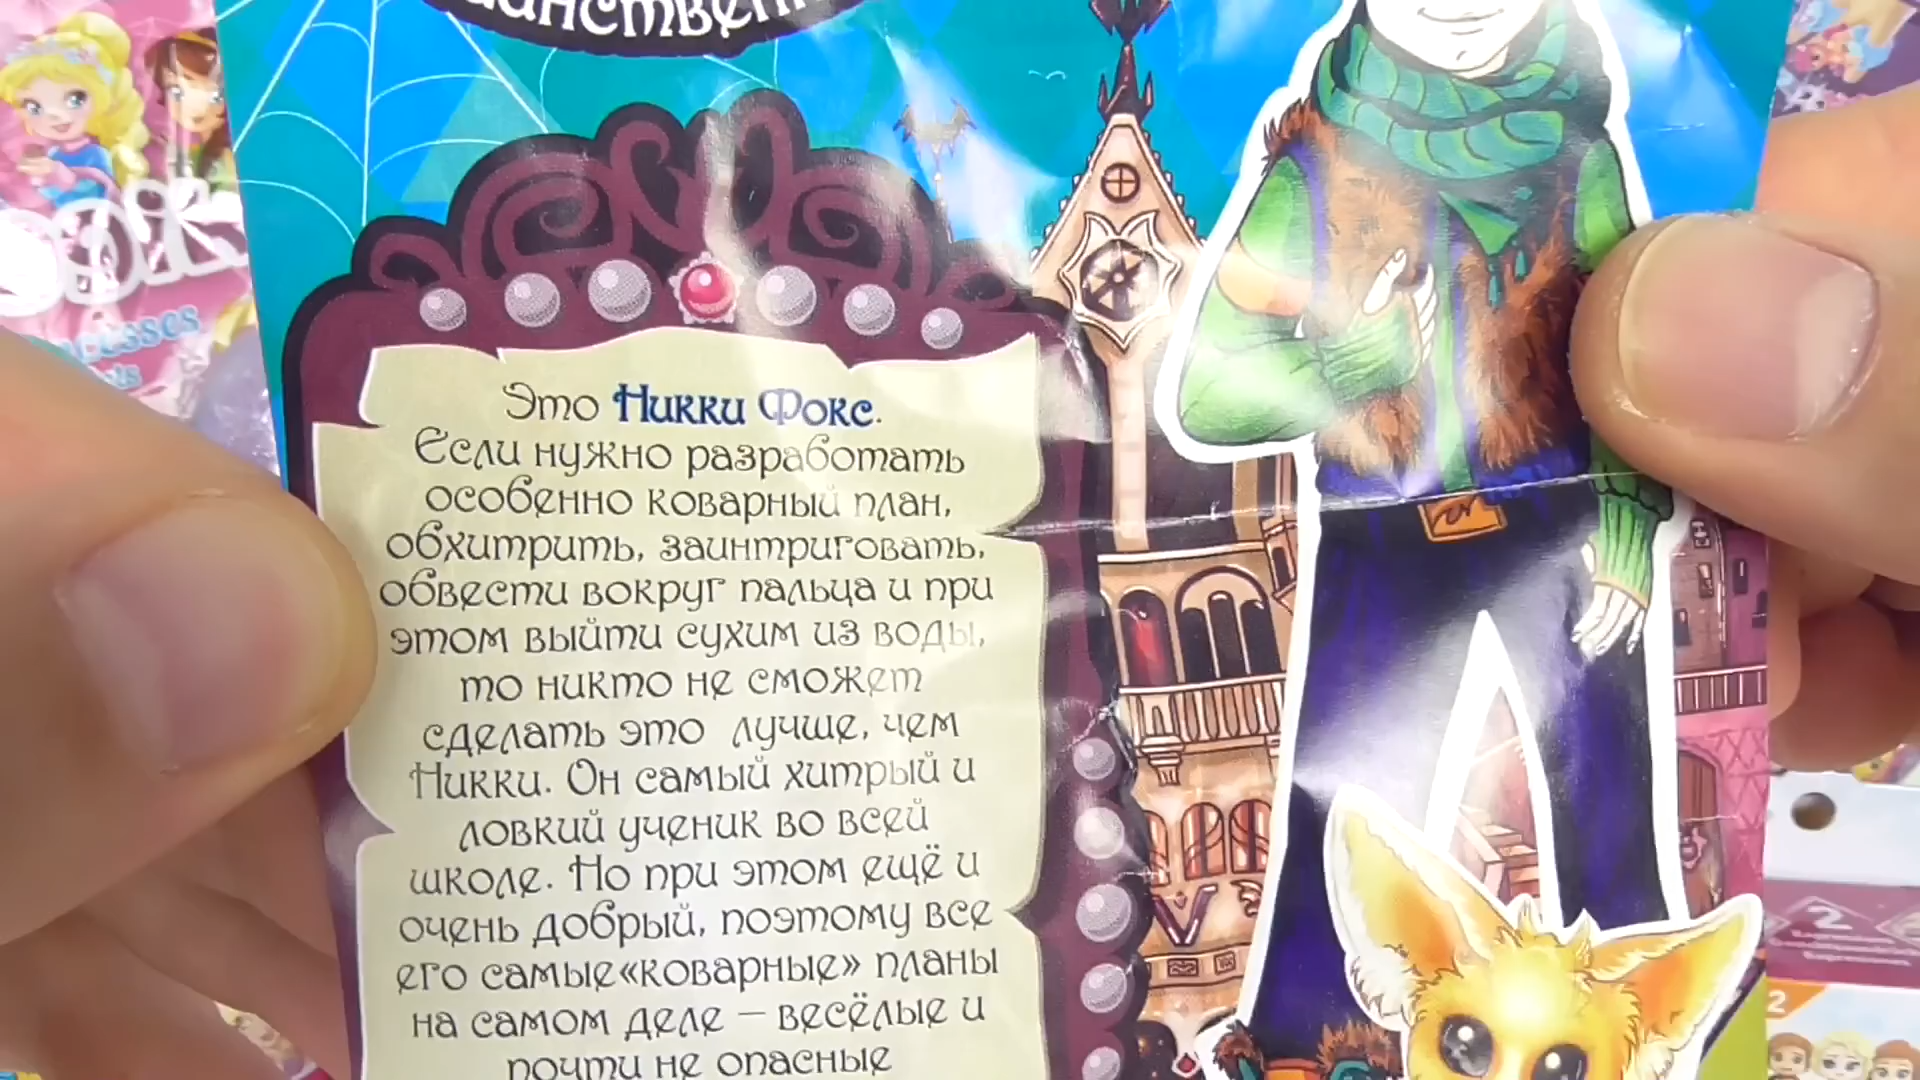 Это Никки Фокс.
Если нужно разработать
особенно коварный план,
обхитрить, заинтриговать,
обвести вокруг пальца и при
этом выйти сухим из воды,
то никто не сможет
сделать это лучше, чем
Никки. Он самый хитрый и
ловкий ученик во всей
школе. Но при этом ещё и
очень добрый, поэтому все
его самые«коварные» планы
на самом деле – весёлые и
почти не опасные
2
2